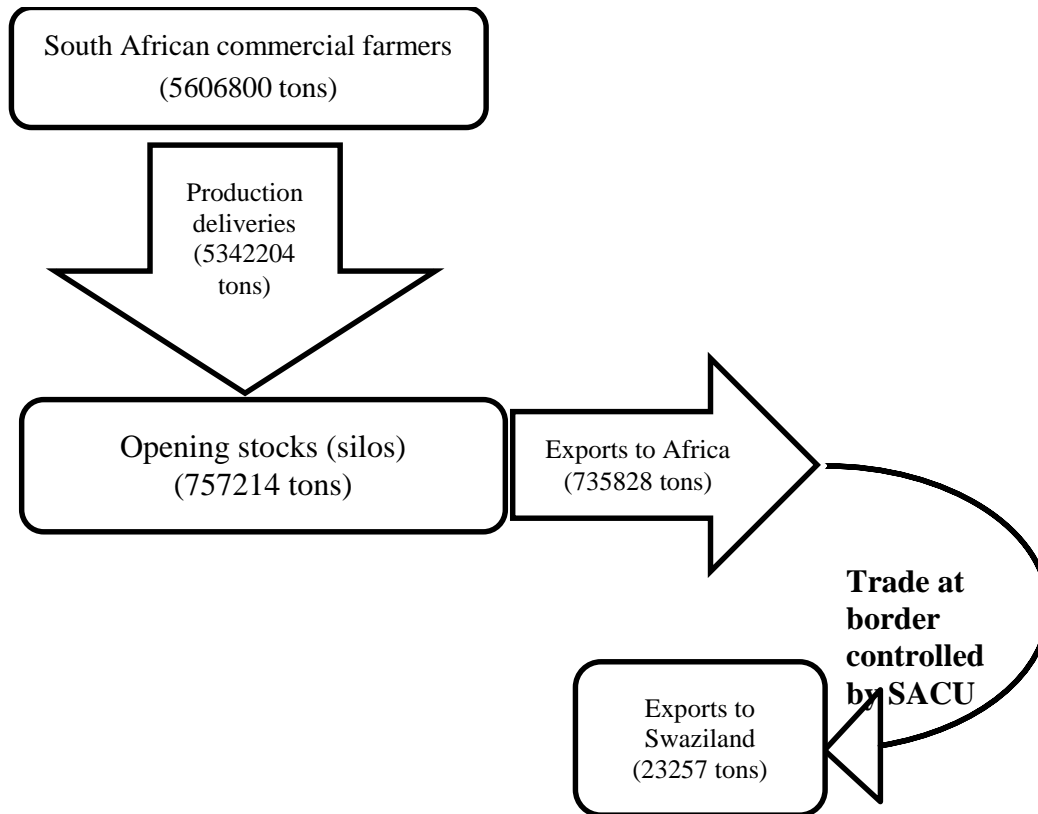 South African commercial farmers
(5606800 tons)
Production
deliveries
(5342204
tons)
Opening stocks (silos)
(757214 tons)
Exports to Africa
(735828 tons)
Trade at
border
controlled
by SACU
Exports to
Swaziland
(23257 tons)